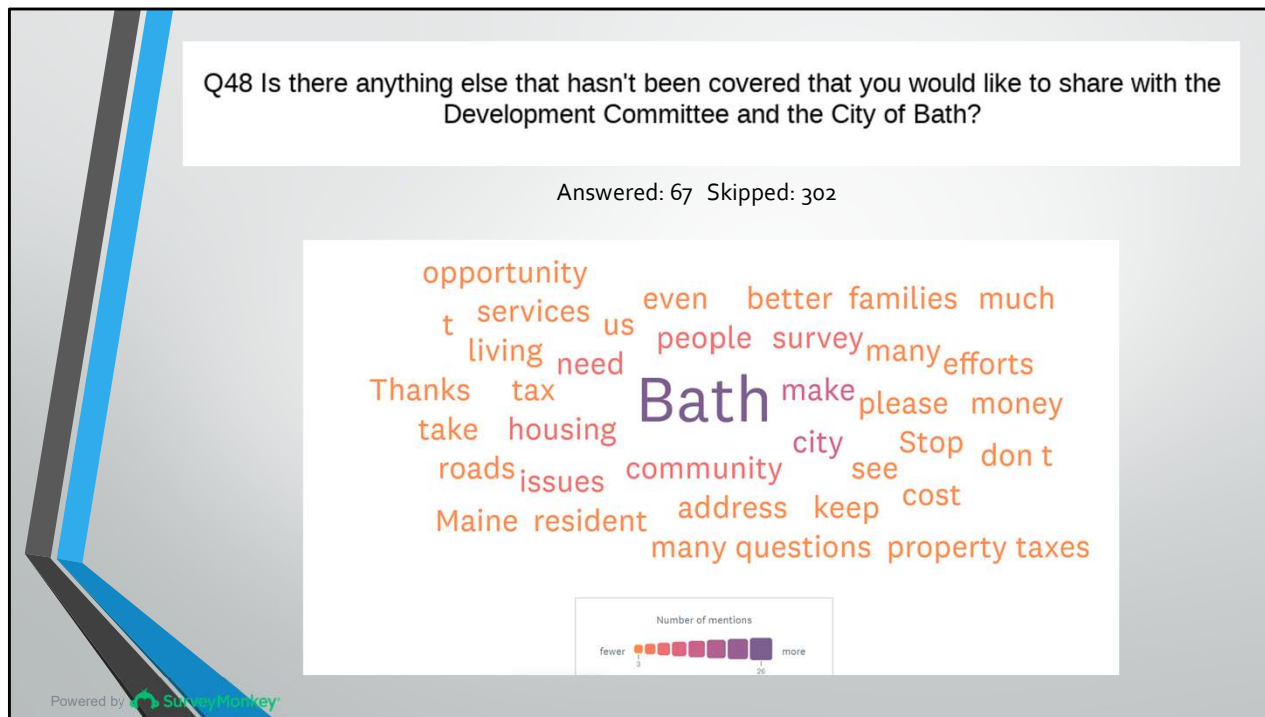 Q48 Is there anything else that hasn't been covered that you would like to share with the
Development Committee and the City of Bath?
Answered: 67 Skipped: 302
opportunity
even better families much
t services us
people survey many efforts
living need
Thanks tax Bath make please money
take housing city Stop don t
roads issues community see cost
Maine resident address keep
many questions property taxes
Number of mentions
fewer more
3 26
Powered by SurveyMonkey